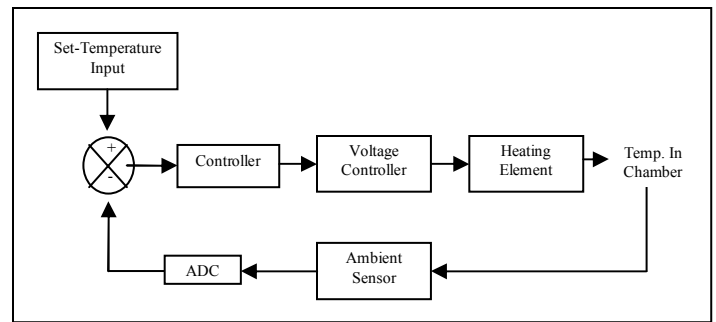 Set-Temperature
Input
+
-
Controller
Voltage
Controller
Heating
Element
Temp. In
Chamber
ADC
Ambient
Sensor